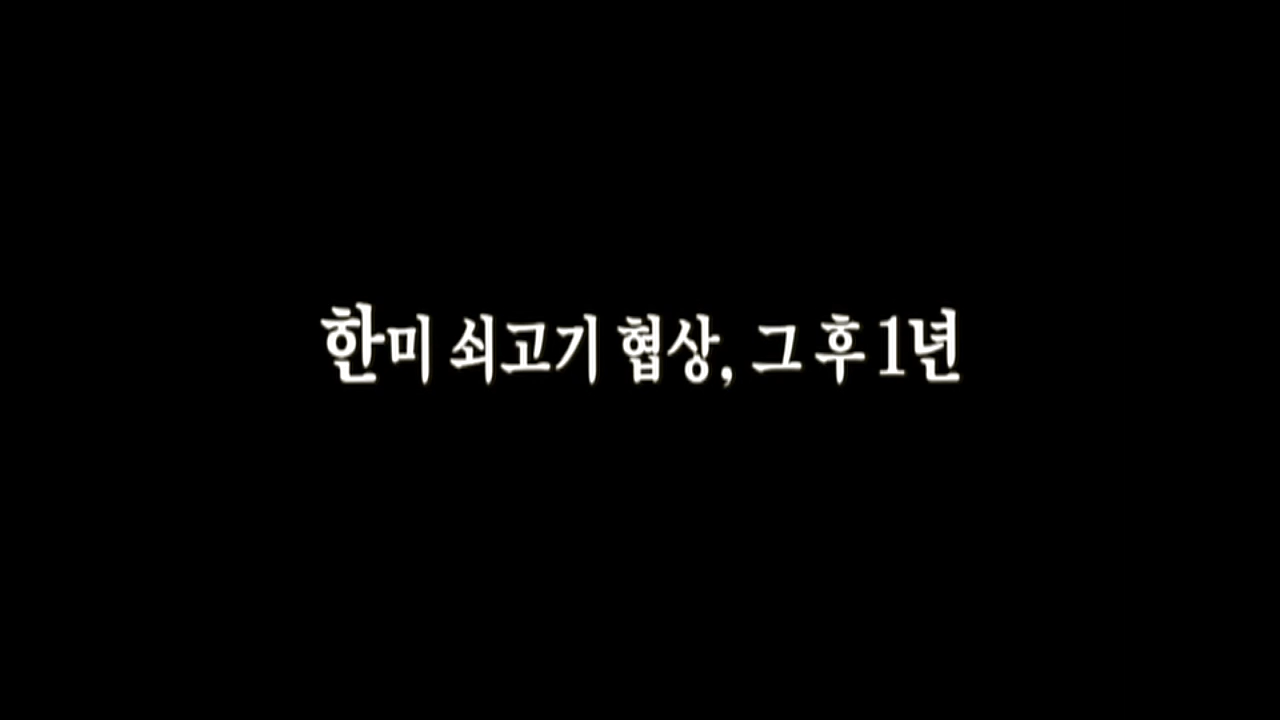 한미 쇠고기 협상, 그 후 1년